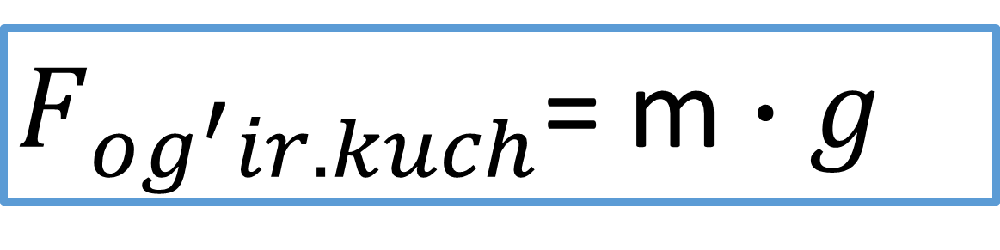 F_{og'ir.kuch} = m · g